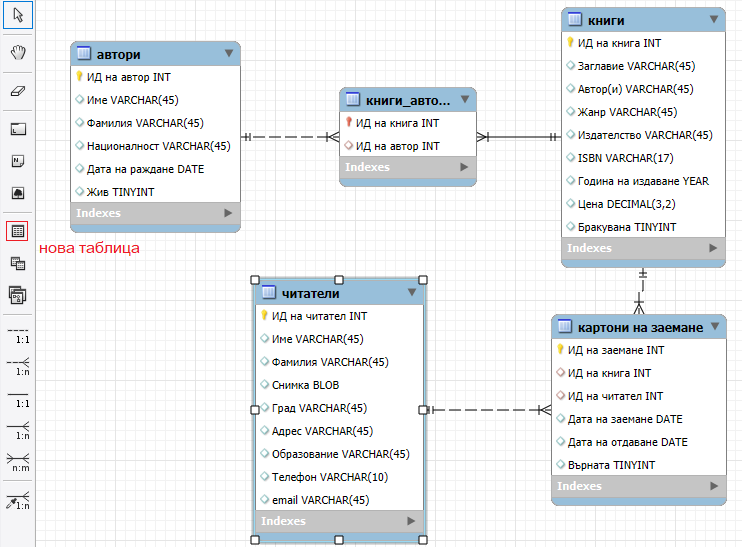 автори
ИД на автор INT
Име VARCHAR(45)
Фамилия VARCHAR(45)
Националност VARCHAR(45)
Дата на раждане DATE
Жив TINYINT
Indexes
книги_авто...
ИД на книга INT
ИД на автор INT
Indexes
книги
ИД на книга INT
Заглавие VARCHAR(45)
Автор(и) VARCHAR(45)
Жанр VARCHAR(45)
Издателство VARCHAR(45)
ISBN VARCHAR(17)
Година на издаване YEAR
Цена DECIMAL(3,2)
Бракувана TINYINT
Indexes
нова таблица
читатели
ИД на читател INT
Име VARCHAR(45)
Фамилия VARCHAR(45)
Снимка BLOB
Град VARCHAR(45)
Адрес VARCHAR(45)
Образование VARCHAR(45)
Телефон VARCHAR(10)
email VARCHAR(45)
Indexes
картони на заемане
ИД на заемане INT
ИД на книга INT
ИД на читател INT
Дата на заемане DATE
Дата на отдаване DATE
Върната TINYINT
Indexes
1:1
1:n
1:1
1:n
n:m
1:n